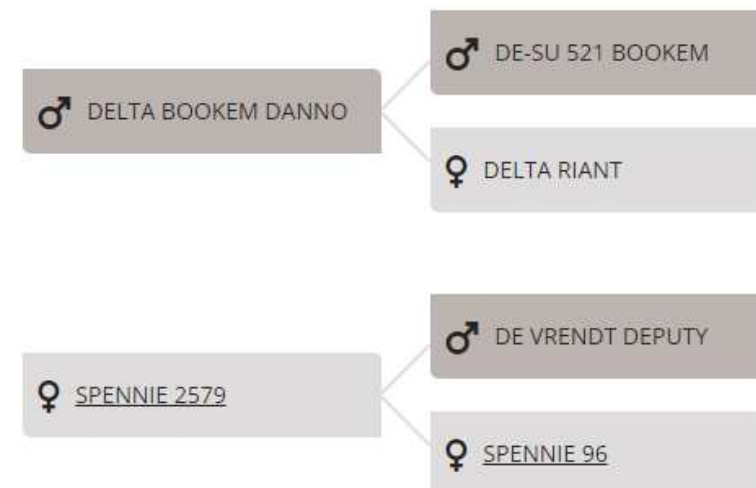 DE-SU 521 BOOKEM
DELTA BOOKEM DANNO
DELTA RIANT
DE VRENDT DEPUTY
SPENNIE 2579
SPENNIE 96